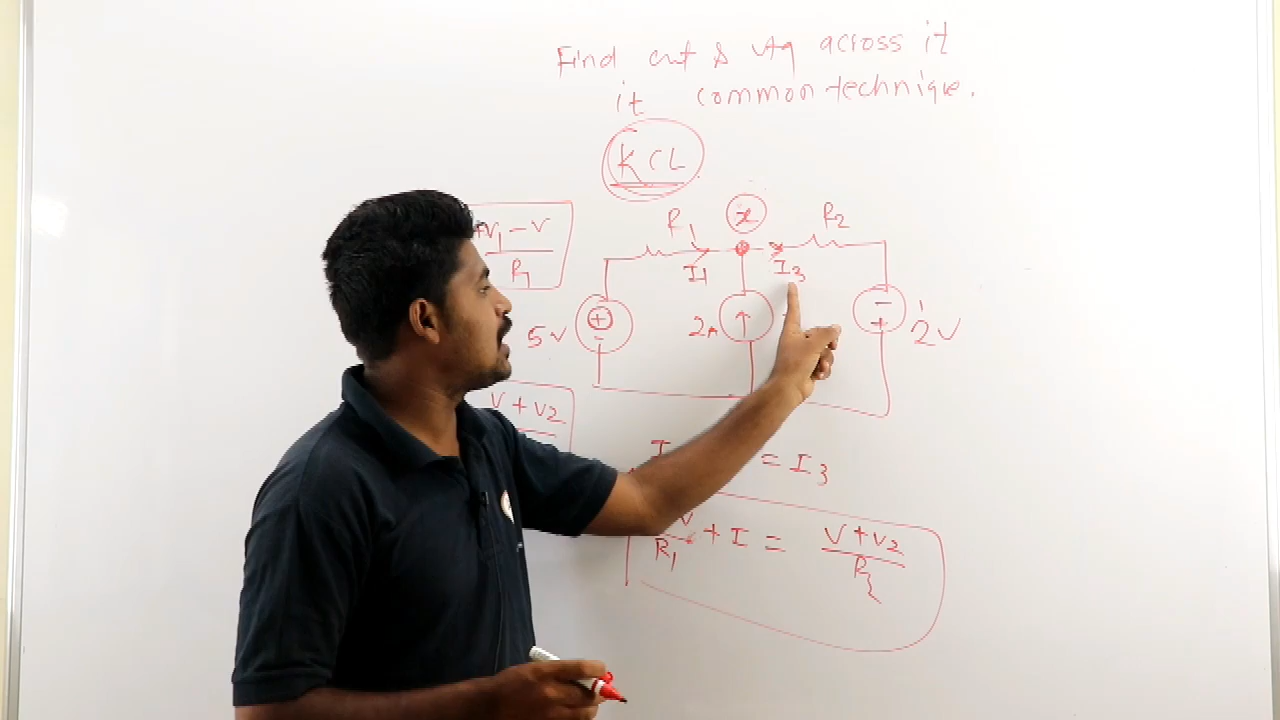 Find cut & vtg across it
it common technique.
KCL
+V1 - V
R1
R1
x
R2
I1
I3
5V
+
-
2A
-
+
2V
V + V2
= I3
R1
+ I =
V + V2
R2